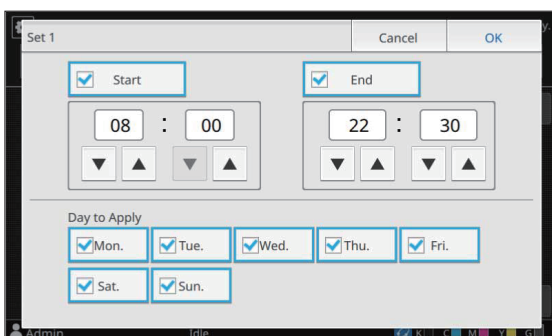 Set 1 Cancel OK
Start End
08 : 00 22 : 30
Day to Apply
Mon. Tue. Wed. Thu. Fri.
Sat. Sun.
Admin Idle K C M Y G